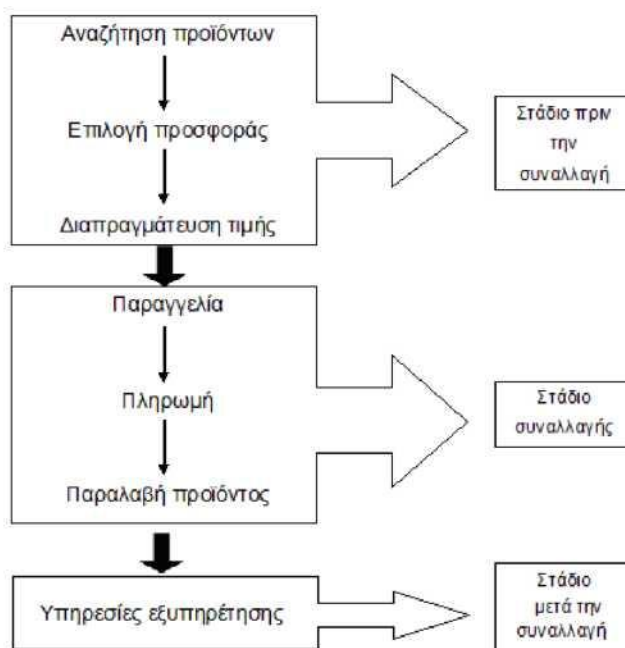 Αναζήτηση προϊόντων
Επιλογή προσφοράς
Διαπραγμάτευση τιμής
Στάδιο πριν
την
συναλλαγή
Παραγγελία
Πληρωμή
Παραλαβή προϊόντος
Στάδιο
συναλλαγής
Υπηρεσίες εξυπηρέτησης
Στάδιο
μετά την
συναλλαγή